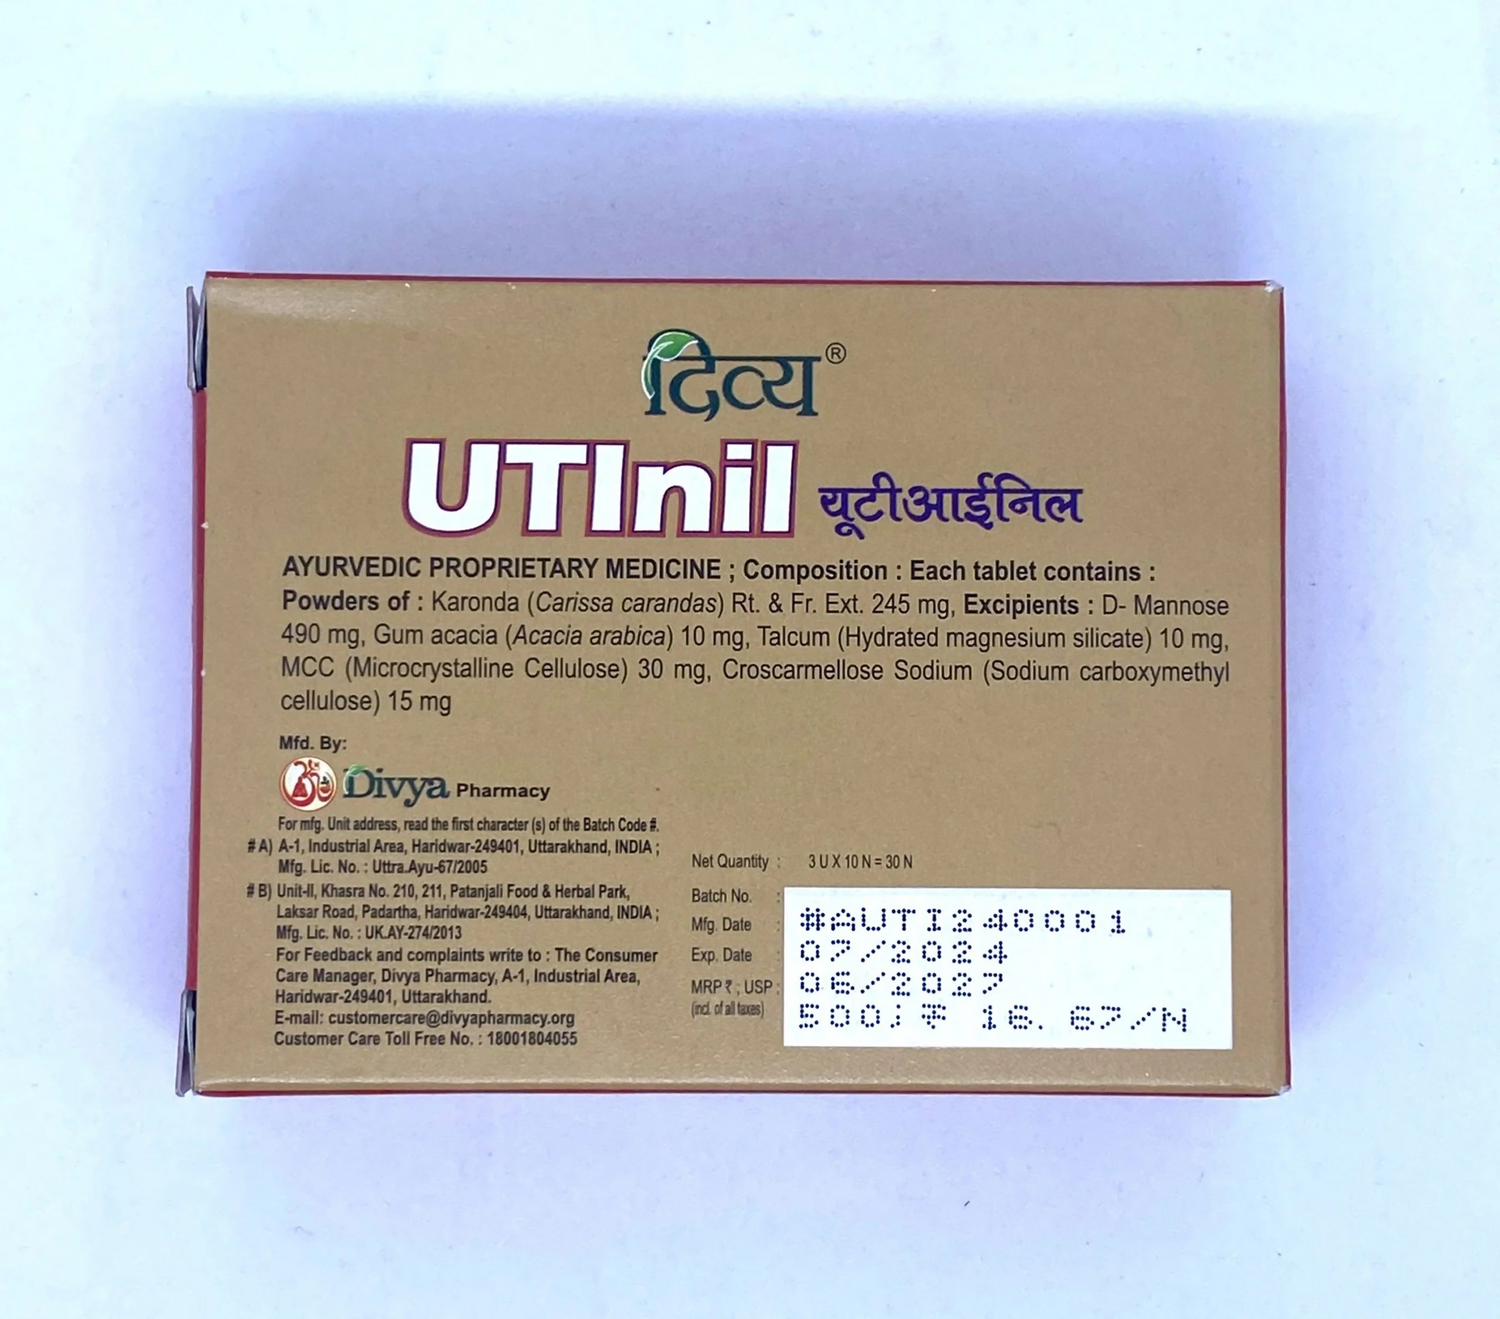 दिव्य®
UTInil यूटीआईनिल
AYURVEDIC PROPRIETARY MEDICINE ; Composition : Each tablet contains :
Powders of : Karonda (Carissa carandas) Rt. & Fr. Ext. 245 mg, Excipients : D- Mannose
490 mg, Gum acacia (Acacia arabica) 10 mg, Talcum (Hydrated magnesium silicate) 10 mg,
MCC (Microcrystalline Cellulose) 30 mg, Croscarmellose Sodium (Sodium carboxymethyl
cellulose) 15 mg
Mfd. By:
Divya Pharmacy
For mfg. Unit address, read the first character (s) of the Batch Code #.
# A) A-1, Industrial Area, Haridwar-249401, Uttarakhand, INDIA ;
Mfg. Lic. No. : Uttra.Ayu-67/2005
# B) Unit-II, Khasra No. 210, 211, Patanjali Food & Herbal Park,
Laksar Road, Padartha, Haridwar-249404, Uttarakhand, INDIA ;
Mfg. Lic. No. : UK.AY-274/2013
For Feedback and complaints write to : The Consumer
Care Manager, Divya Pharmacy, A-1, Industrial Area,
Haridwar-249401, Uttarakhand.
E-mail: customercare@divyapharmacy.org
Customer Care Toll Free No. : 18001804055
Net Quantity : 3 U X 10 N = 30 N
Batch No. : #AUTI240001
Mfg. Date : 07/2024
Exp. Date : 06/2027
MRP ₹ ; USP : 500;₹ 16. 67/N
(incl. of all taxes)